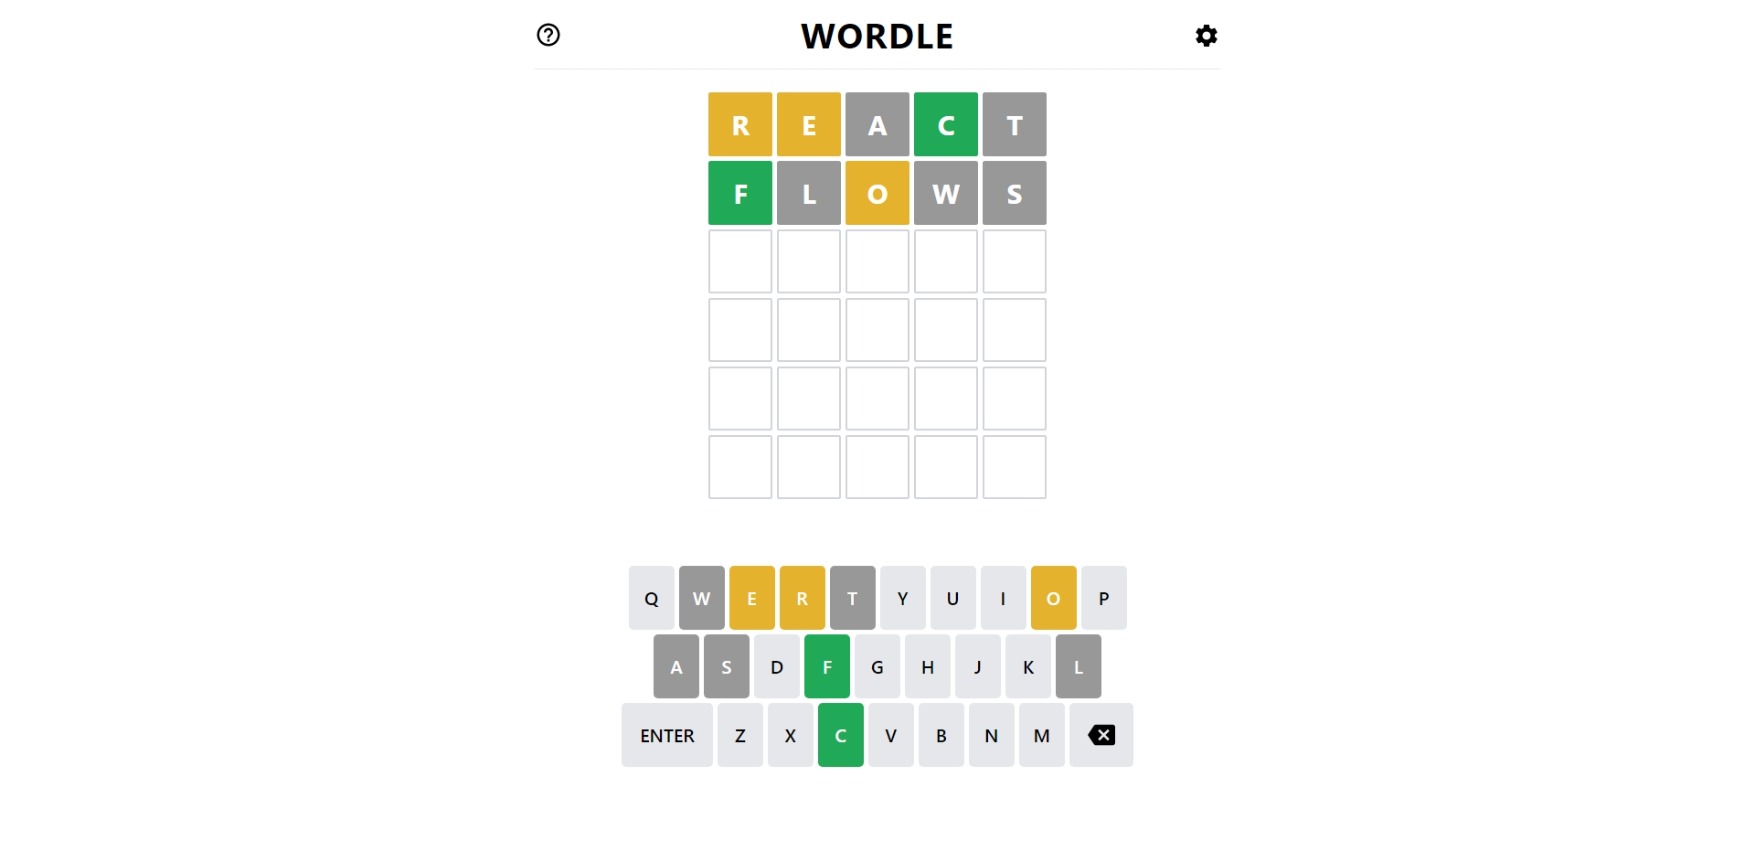 WORDLE
R E A C T
F L O W S
Q W E R T Y U I O P
A S D F G H J K L
ENTER Z X C V B N M